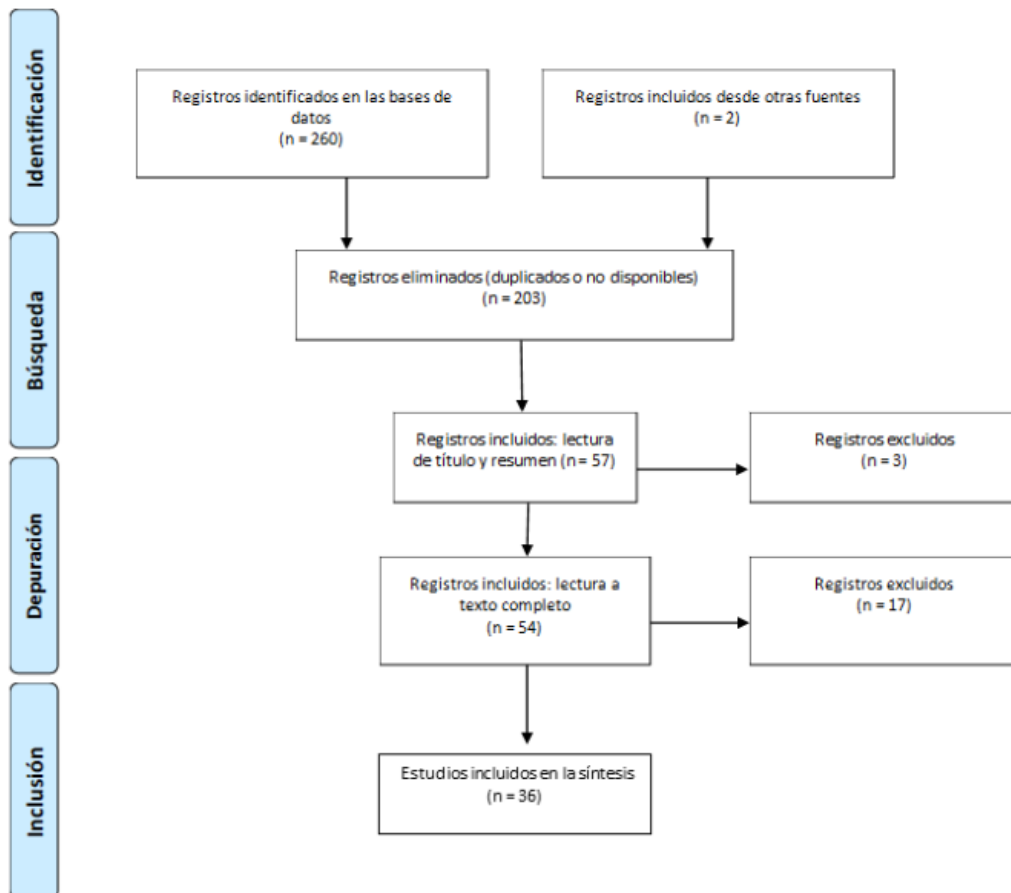 Identificación
Registros identificados en las bases de
datos
(n = 260)
Registros incluidos desde otras fuentes
(n = 2)
Búsqueda
Registros eliminados (duplicados o no disponibles)
(n = 203)
Registros incluidos: lectura
de título y resumen (n = 57)
Registros excluidos
(n = 3)
Depuración
Registros incluidos: lectura a
texto completo
(n = 54)
Registros excluidos
(n = 17)
Inclusión
Estudios incluidos en la síntesis
(n = 36)